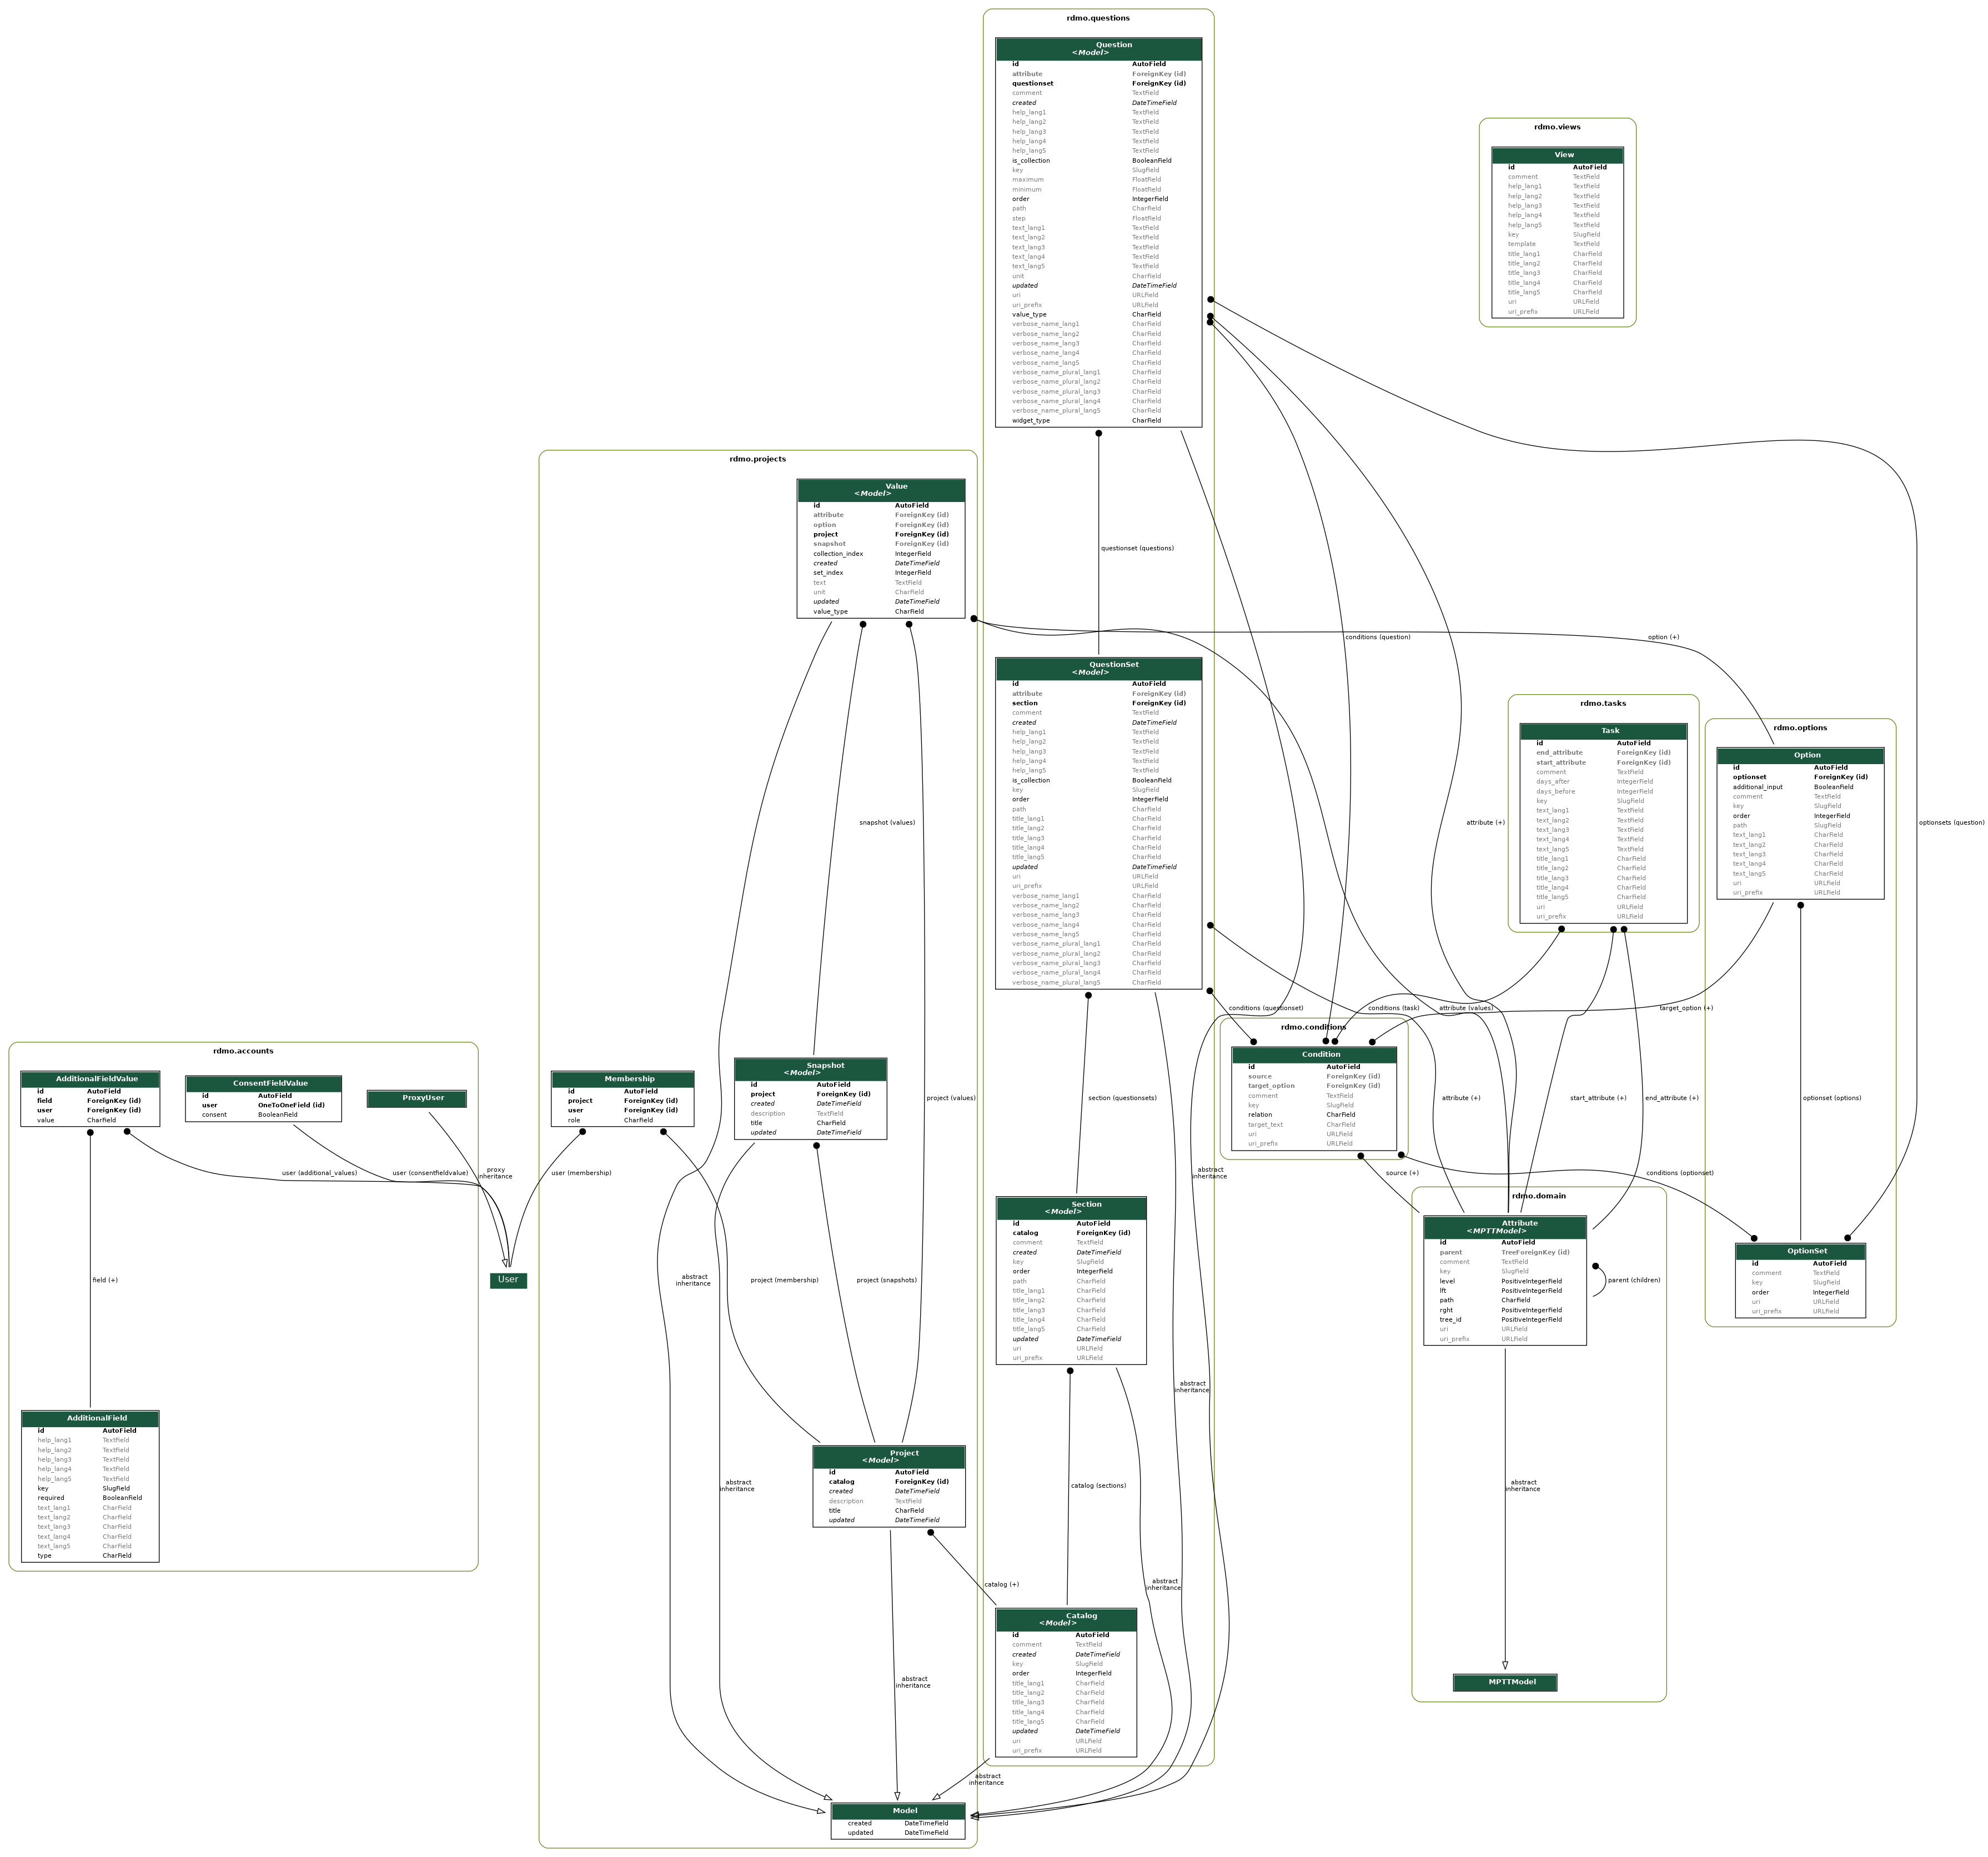 rdmo.questions
Question
<Model>
id AutoField
attribute ForeignKey (id)
questionset ForeignKey (id)
comment TextField
created DateTimeField
help_lang1 TextField
help_lang2 TextField
help_lang3 TextField
help_lang4 TextField
help_lang5 TextField
is_collection BooleanField
key SlugField
maximum FloatField
minimum FloatField
order IntegerField
path CharField
step FloatField
text_lang1 TextField
text_lang2 TextField
text_lang3 TextField
text_lang4 TextField
text_lang5 TextField
unit CharField
updated DateTimeField
uri URLField
uri_prefix URLField
value_type CharField
verbose_name_lang1 CharField
verbose_name_lang2 CharField
verbose_name_lang3 CharField
verbose_name_lang4 CharField
verbose_name_lang5 CharField
verbose_name_plural_lang1 CharField
verbose_name_plural_lang2 CharField
verbose_name_plural_lang3 CharField
verbose_name_plural_lang4 CharField
verbose_name_plural_lang5 CharField
widget_type CharField
rdmo.views
View
id AutoField
comment TextField
help_lang1 TextField
help_lang2 TextField
help_lang3 TextField
help_lang4 TextField
help_lang5 TextField
key SlugField
template TextField
title_lang1 CharField
title_lang2 CharField
title_lang3 CharField
title_lang4 CharField
title_lang5 CharField
uri URLField
uri_prefix URLField
rdmo.projects
Value
<Model>
id AutoField
attribute ForeignKey (id)
option ForeignKey (id)
project ForeignKey (id)
snapshot ForeignKey (id)
collection_index IntegerField
created DateTimeField
set_index IntegerField
text TextField
unit CharField
updated DateTimeField
value_type CharField
questionset (questions)
conditions (question)
option (+)
QuestionSet
<Model>
id AutoField
attribute ForeignKey (id)
section ForeignKey (id)
comment TextField
created DateTimeField
help_lang1 TextField
help_lang2 TextField
help_lang3 TextField
help_lang4 TextField
help_lang5 TextField
is_collection BooleanField
key SlugField
order IntegerField
path CharField
title_lang1 CharField
title_lang2 CharField
title_lang3 CharField
title_lang4 CharField
title_lang5 CharField
updated DateTimeField
uri URLField
uri_prefix URLField
verbose_name_lang1 CharField
verbose_name_lang2 CharField
verbose_name_lang3 CharField
verbose_name_lang4 CharField
verbose_name_lang5 CharField
verbose_name_plural_lang1 CharField
verbose_name_plural_lang2 CharField
verbose_name_plural_lang3 CharField
verbose_name_plural_lang4 CharField
verbose_name_plural_lang5 CharField
rdmo.tasks
Task
id AutoField
end_attribute ForeignKey (id)
start_attribute ForeignKey (id)
comment TextField
days_after IntegerField
days_before IntegerField
key SlugField
text_lang1 TextField
text_lang2 TextField
text_lang3 TextField
text_lang4 TextField
text_lang5 TextField
title_lang1 CharField
title_lang2 CharField
title_lang3 CharField
title_lang4 CharField
title_lang5 CharField
uri URLField
uri_prefix URLField
rdmo.options
Option
id AutoField
optionset ForeignKey (id)
additional_input BooleanField
comment TextField
key SlugField
order IntegerField
path SlugField
text_lang1 CharField
text_lang2 CharField
text_lang3 CharField
text_lang4 CharField
text_lang5 CharField
uri URLField
uri_prefix URLField
snapshot (values)
attribute (+)
optionsets (question)
conditions (questionset)
conditions (task)
attribute (values)
target_option (+)
rdmo.accounts
AdditionalFieldValue
id AutoField
field ForeignKey (id)
user ForeignKey (id)
value CharField
ConsentFieldValue
id AutoField
user OneToOneField (id)
consent BooleanField
ProxyUser
Membership
id AutoField
project ForeignKey (id)
user ForeignKey (id)
role CharField
Snapshot
<Model>
id AutoField
project ForeignKey (id)
created DateTimeField
description TextField
title CharField
updated DateTimeField
project (values)
section (questionsets)
rdmo.conditions
Condition
id AutoField
source ForeignKey (id)
target_option ForeignKey (id)
comment TextField
key SlugField
relation CharField
target_text CharField
uri URLField
uri_prefix URLField
attribute (+)
start_attribute (+)
end_attribute (+)
optionset (options)
user (additional_values)
user (consentfieldvalue)
proxy
inheritance
user (membership)
abstract
inheritance
source (+)
conditions (optionset)
Section
<Model>
id AutoField
catalog ForeignKey (id)
comment TextField
created DateTimeField
key SlugField
order IntegerField
path CharField
title_lang1 CharField
title_lang2 CharField
title_lang3 CharField
title_lang4 CharField
title_lang5 CharField
updated DateTimeField
uri URLField
uri_prefix URLField
rdmo.domain
Attribute
<MPTTModel>
id AutoField
parent TreeForeignKey (id)
comment TextField
key SlugField
level PositiveIntegerField
lft PositiveIntegerField
path CharField
rght PositiveIntegerField
tree_id PositiveIntegerField
uri URLField
uri_prefix URLField
parent (children)
OptionSet
id AutoField
comment TextField
key SlugField
order IntegerField
uri URLField
uri_prefix URLField
field (+)
User
abstract
inheritance
project (membership)
project (snapshots)
abstract
inheritance
AdditionalField
id AutoField
help_lang1 TextField
help_lang2 TextField
help_lang3 TextField
help_lang4 TextField
help_lang5 TextField
key SlugField
required BooleanField
text_lang1 CharField
text_lang2 CharField
text_lang3 CharField
text_lang4 CharField
text_lang5 CharField
type CharField
abstract
inheritance
Project
<Model>
id AutoField
catalog ForeignKey (id)
created DateTimeField
description TextField
title CharField
updated DateTimeField
catalog (sections)
abstract
inheritance
catalog (+)
abstract
inheritance
Catalog
<Model>
id AutoField
comment TextField
created DateTimeField
key SlugField
order IntegerField
title_lang1 CharField
title_lang2 CharField
title_lang3 CharField
title_lang4 CharField
title_lang5 CharField
updated DateTimeField
uri URLField
uri_prefix URLField
abstract
inheritance
MPTTModel
abstract
inheritance
Model
created DateTimeField
updated DateTimeField